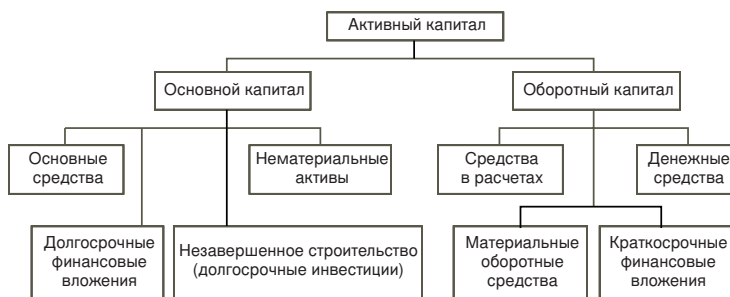 Активный капитал
Основной капитал
Оборотный капитал
Основные
средства
Нематериальные
активы
Средства
в расчетах
Денежные
средства
Долгосрочные
финансовые
вложения
Незавершенное строительство
(долгосрочные инвестиции)
Материальные
оборотные
средства
Краткосрочные
финансовые
вложения